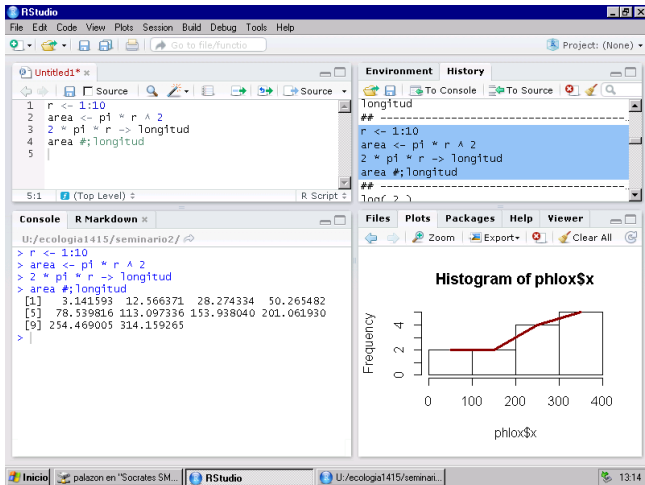 RStudio
File Edit Code View Plots Session Build Debug Tools Help
Go to file/functio
Project: (None)
Untitled1*
Source
Source
1 r <- 1:10
2 area <- pi * r ^ 2
3 2 * pi * r -> longitud
4 area #;longitud
5
5:1 (Top Level) R Script
Environment History
To Console To Source
longitud
## --------------------------------
r <- 1:10
area <- pi * r ^ 2
2 * pi * r -> longitud
area #;longitud
## --------------------------------
log( 2 )
Console R Markdown
U:/ecologia1415/seminario2/
> r <- 1:10
> area <- pi * r ^ 2
> 2 * pi * r -> longitud
> area #;longitud
[1] 3.141593 12.566371 28.274334 50.265482
[5] 78.539816 113.097336 153.938040 201.061930
[9] 254.469005 314.159265
>
Files Plots Packages Help Viewer
Zoom Export Clear All
Histogram of phlox$x
Frequency
4
2
0
0 100 200 300 400
phlox$x
Inicio palazon en "Socrates SM... RStudio U:/ecologia1415/seminari... 13:14